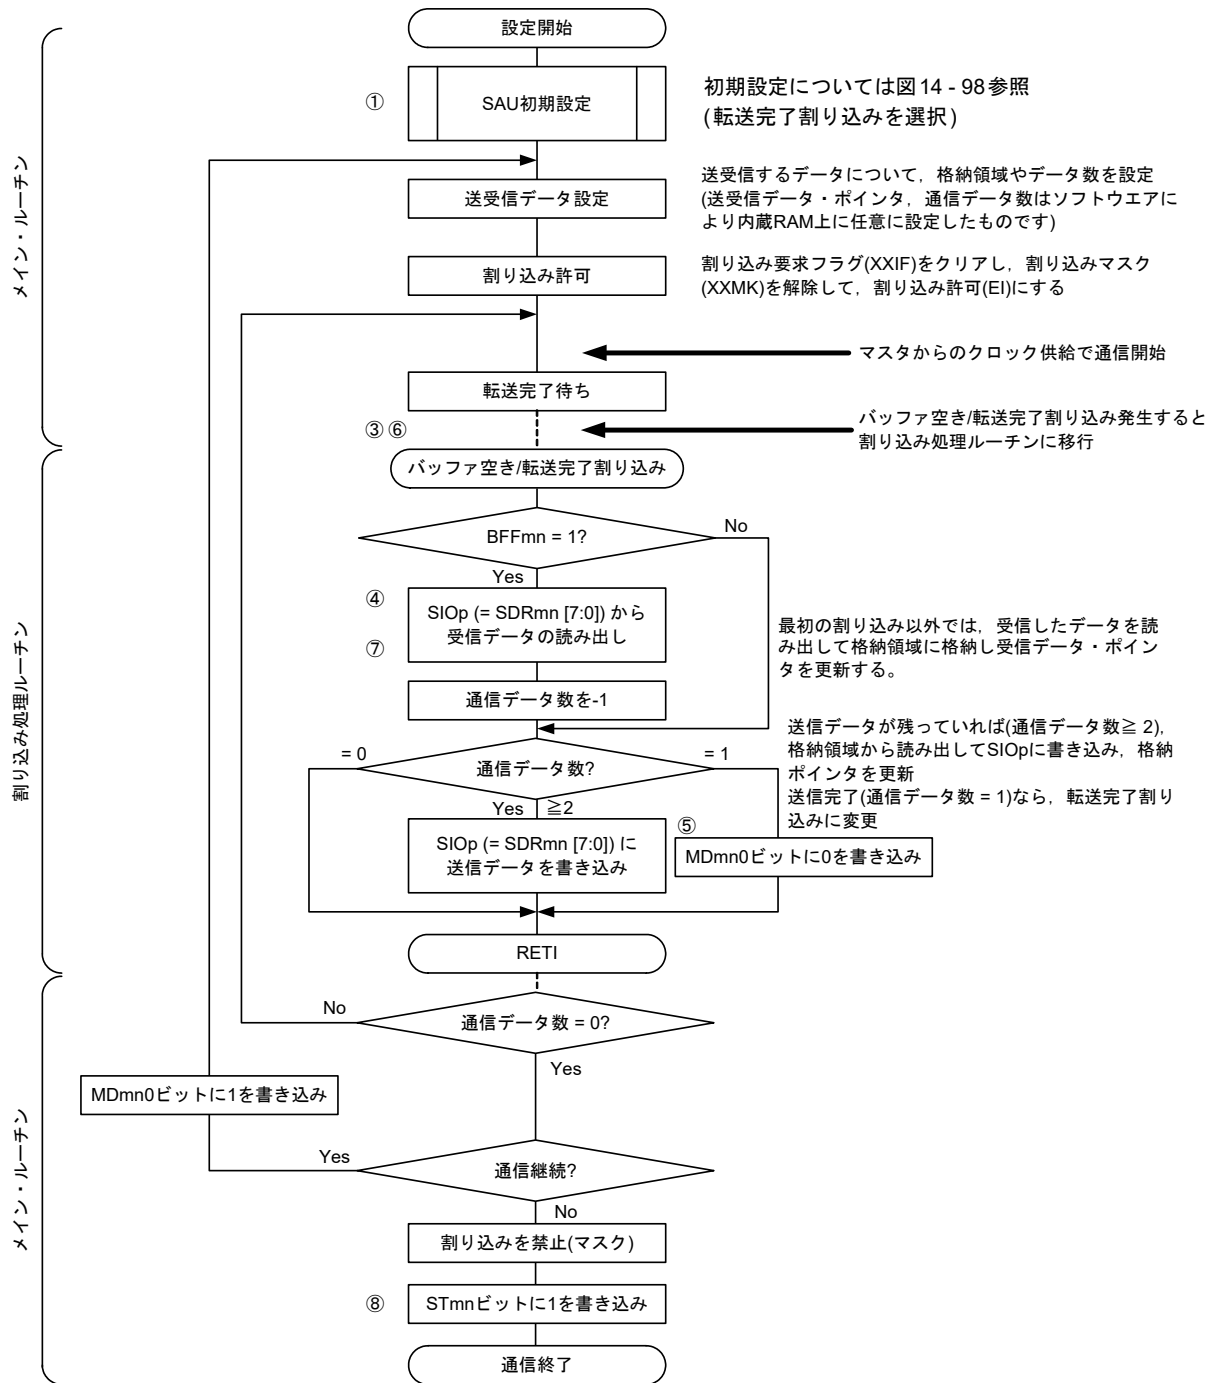 設定開始
①
SAU初期設定
初期設定については図14 - 98参照
(転送完了割り込みを選択)
メイン・ルーチン
送受信データ設定
送受信するデータについて，格納領域やデータ数を設定
(送受信データ・ポインタ，通信データ数はソフトウエアに
より内蔵RAM上に任意に設定したものです)
割り込み許可
割り込み要求フラグ(XXIF)をクリアし，割り込みマスク
(XXMK)を解除して，割り込み許可(EI)にする
マスタからのクロック供給で通信開始
転送完了待ち
③⑥
バッファ空き/転送完了割り込み発生すると
割り込み処理ルーチンに移行
バッファ空き/転送完了割り込み
割り込み処理ルーチン
BFFmn = 1?
No
Yes
④
SIOp (= SDRmn [7:0]) から
受信データの読み出し
⑦
最初の割り込み以外では，受信したデータを読
み出して格納領域に格納し受信データ・ポイン
タを更新する。
通信データ数を-1
= 0
通信データ数?
= 1
送信データが残っていれば(通信データ数≧ 2),
格納領域から読み出してSIOpに書き込み，格納
ポインタを更新
送信完了(通信データ数 = 1)なら，転送完了割り
込みに変更
Yes ≧2
SIOp (= SDRmn [7:0]) に
送信データを書き込み
⑤
MDmn0ビットに0を書き込み
RETI
メイン・ルーチン
No
通信データ数 = 0?
Yes
MDmn0ビットに1を書き込み
Yes
通信継続?
No
割り込みを禁止(マスク)
⑧
STmnビットに1を書き込み
通信終了